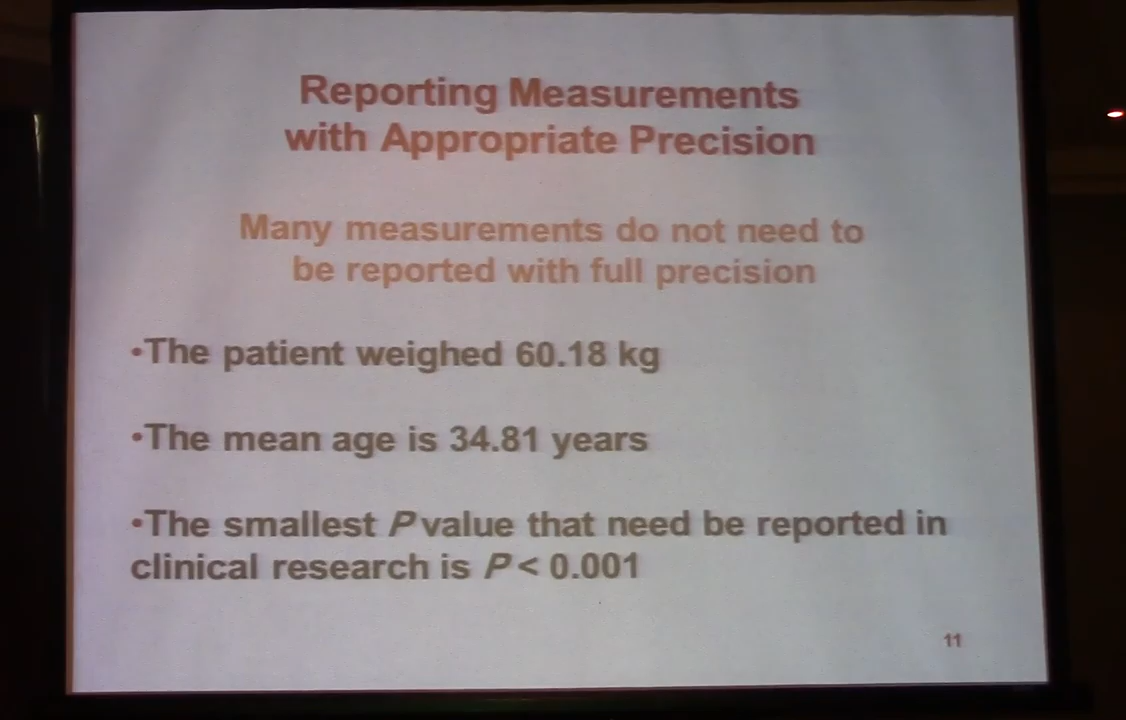 Reporting Measurements
with Appropriate Precision
Many measurements do not need to
be reported with full precision
•The patient weighed 60.18 kg
•The mean age is 34.81 years
•The smallest P value that need be reported in
clinical research is P < 0.001
11